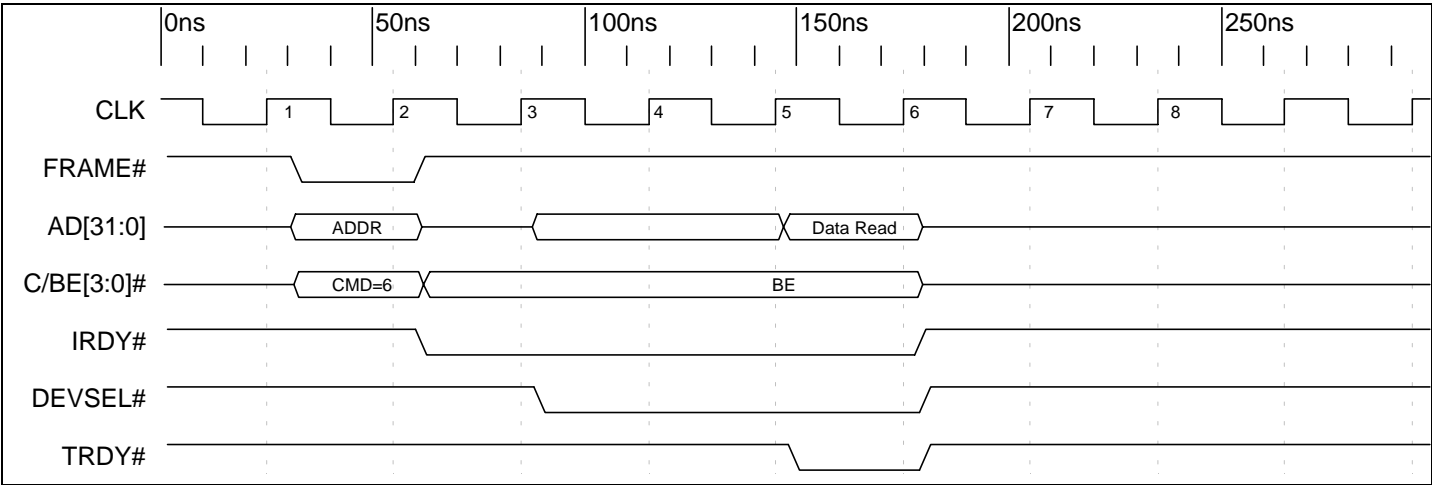 0ns 50ns 100ns 150ns 200ns 250ns
CLK 1 2 3 4 5 6 7 8
FRAME#
AD[31:0] ADDR Data Read
C/BE[3:0]# CMD=6 BE
IRDY#
DEVSEL#
TRDY#